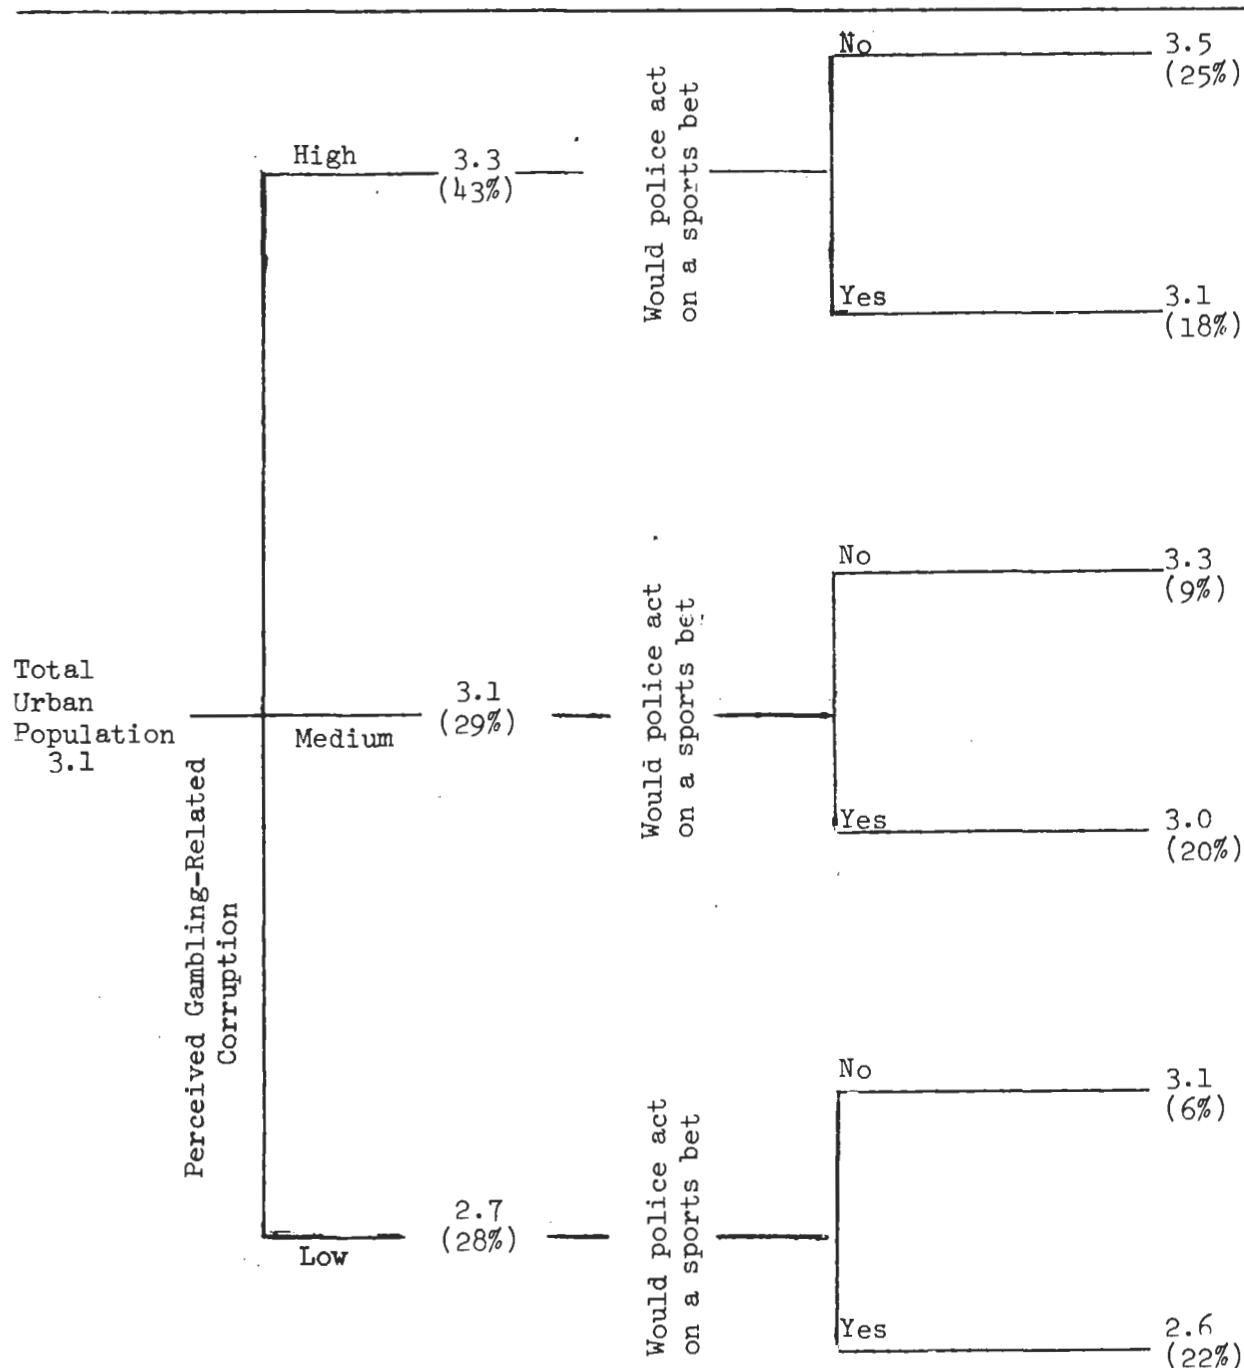 No
3.5
(25%)
High
3.3
(43%)
Would police act
on a sports bet
Yes
3.1
(18%)
No
3.3
(9%)
Total
Urban
Population
3.1
Medium
3.1
(29%)
Would police act
on a sports bet
Yes
3.0
(20%)
Perceived Gambling-Related
Corruption
No
3.1
(6%)
Low
2.7
(28%)
Would police act
on a sports bet
Yes
2.6
(22%)